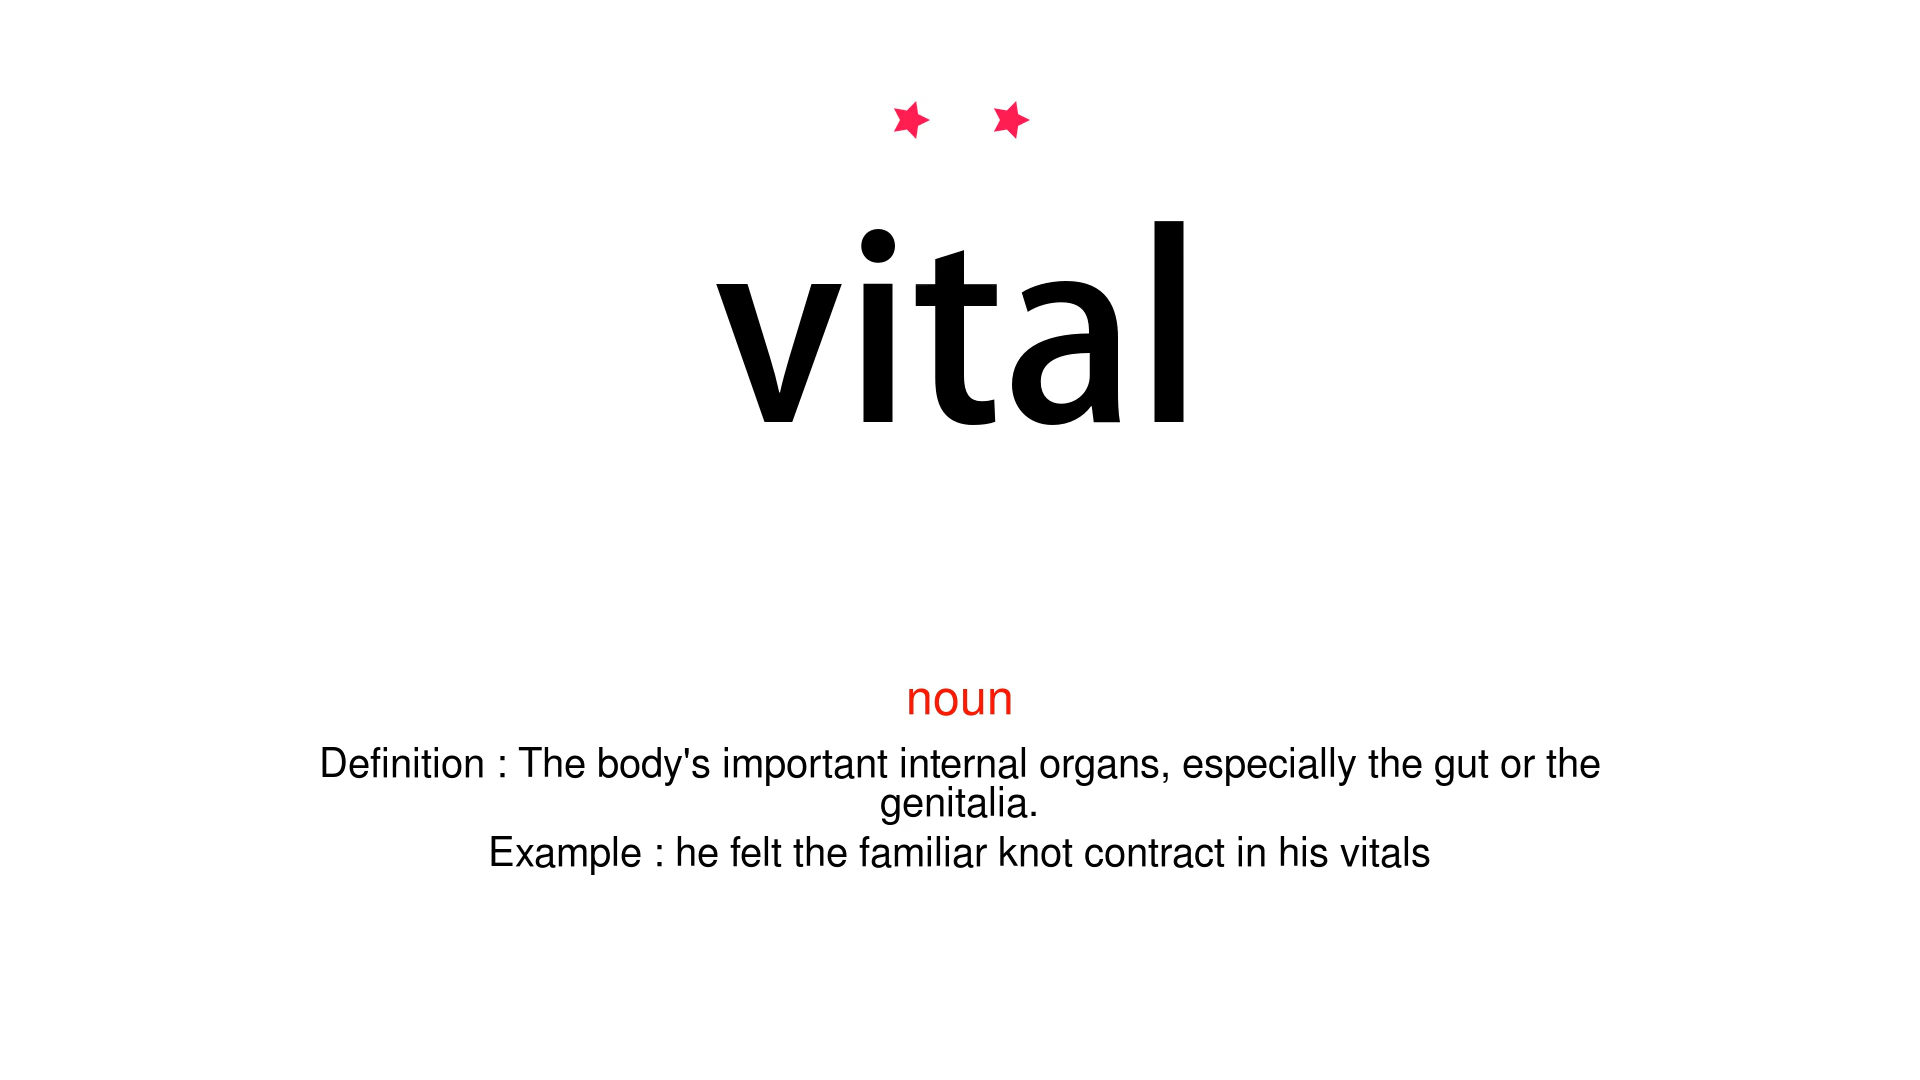 vital
noun
Definition : The body's important internal organs, especially the gut or the
genitalia.
Example : he felt the familiar knot contract in his vitals